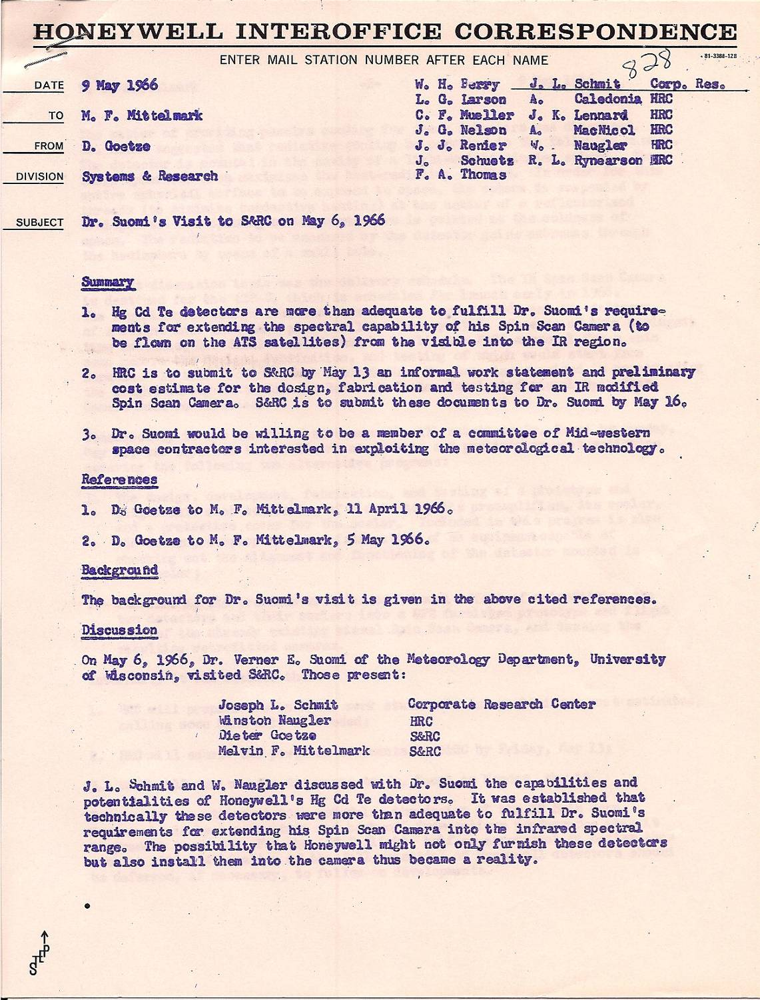 HONEYWELL INTEROFFICE CORRESPONDENCE
ENTER MAIL STATION NUMBER AFTER EACH NAME
81-3388-128
828
DATE 9 May 1966
TO M. F. Mittelmark
FROM D. Goetze
DIVISION Systems & Research
W. H. Berry J. L. Schmit Corp. Res.
L. G. Larson A. Caledonia HRC
C. F. Mueller J. K. Lennard HRC
J. G. Nelson A. MacNicol HRC
J. J. Renier W. Naugler HRC
J. Schuetz R. L. Rynearson HRC
F. A. Thomas
SUBJECT Dr. Suomi's Visit to S&RC on May 6, 1966
Summary
1. Hg Cd Te detectors are more than adequate to fulfill Dr. Suomi's require-
ments for extending the spectral capability of his Spin Scan Camera (to
be flown on the ATS satellites) from the visible into the IR region.
2. HRC is to submit to S&RC by May 13 an informal work statement and preliminary
cost estimate for the dosign, fabrication and testing for an IR modified
Spin Scan Camera. S&RC is to submit these documents to Dr. Suomi by May 16.
3. Dr. Suomi would be willing to be a member of a committee of Mid-western
space contractors interested in exploiting the meteorological technology.
References
1. D. Goetze to M. F. Mittelmark, 11 April 1966.
2. D. Goetze to M. F. Mittelmark, 5 May 1966.
Background
The background for Dr. Suomi's visit is given in the above cited references.
Discussion
On May 6, 1966, Dr. Verner E. Suomi of the Meteorology Department, University
of Wisconsin, visited S&RC. Those present:
Joseph L. Schmit Corporate Research Center
Winston Naugler HRC
Dieter Goetze S&RC
Melvin F. Mittelmark S&RC
J. L. Schmit and W. Naugler discussed with Dr. Suomi the capabilities and
potentialities of Honeywell's Hg Cd Te detectors. It was established that
technically these detectors were more than adequate to fulfill Dr. Suomi's
requirements for extending his Spin Scan Camera into the infrared spectral
range. The possibility that Honeywell might not only furnish these detectors
but also install them into the camera thus became a reality.
STEP